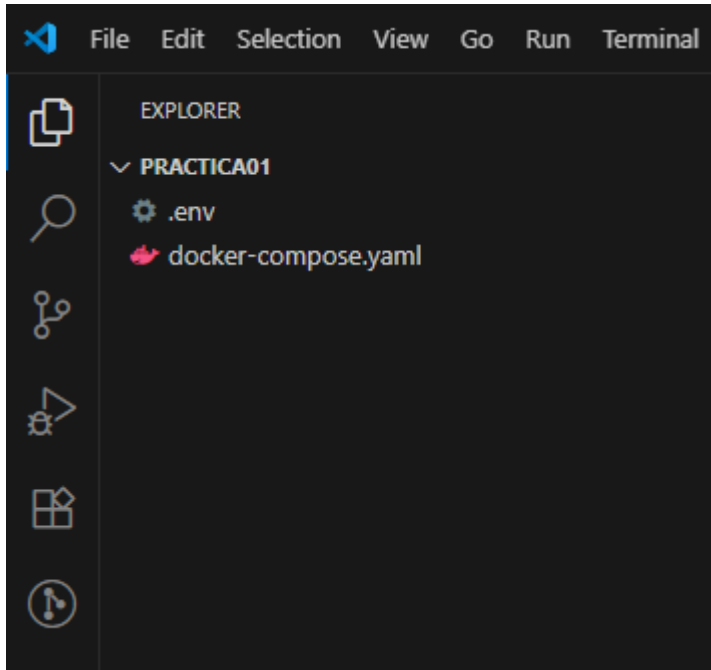 File Edit Selection View Go Run Terminal
EXPLORER
PRACTICA01
.env
docker-compose.yaml